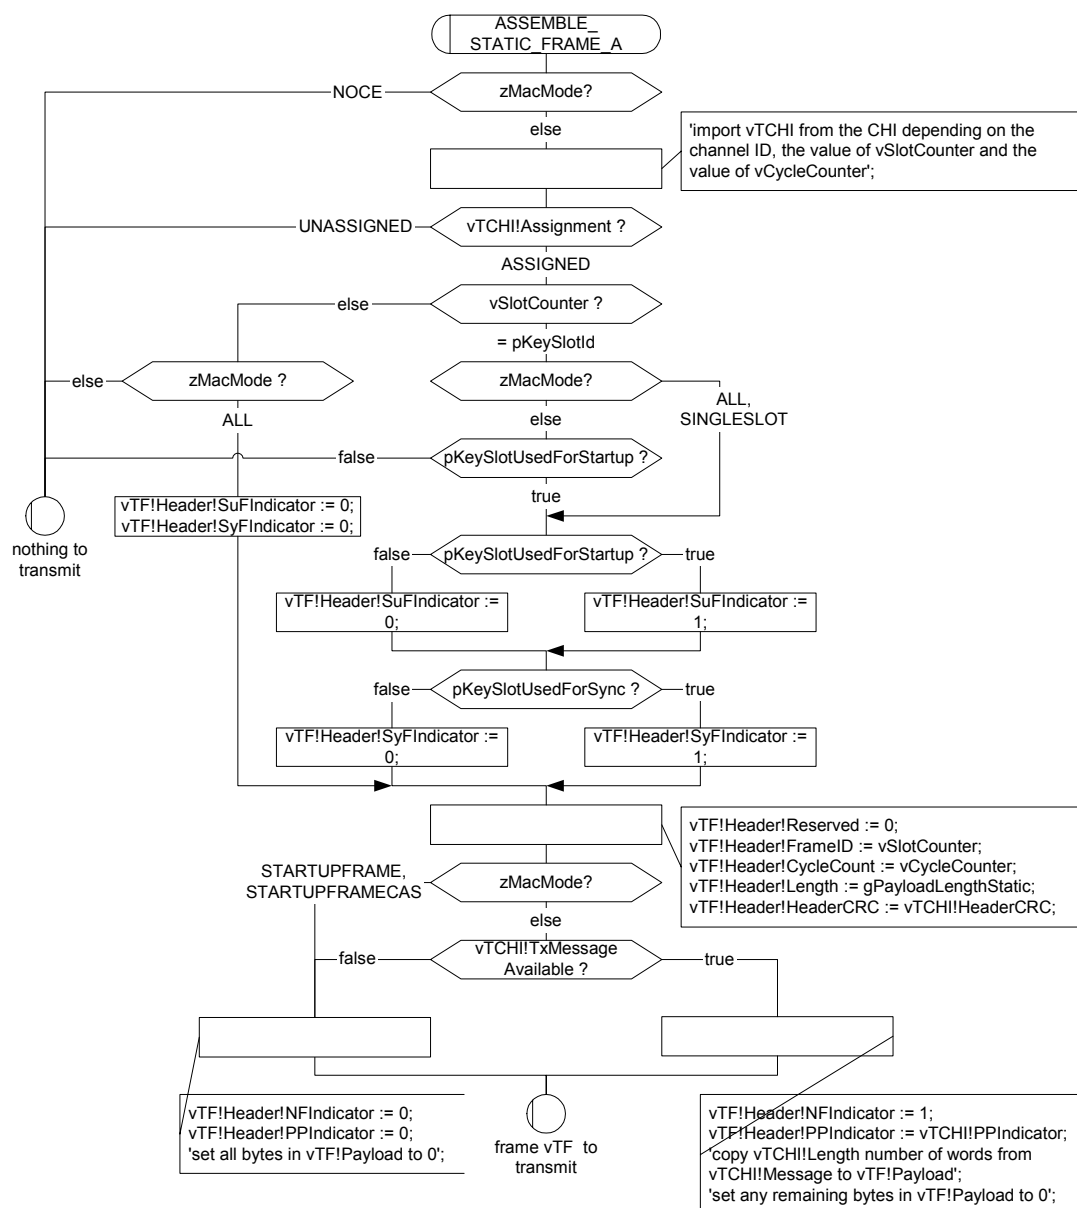 ASSEMBLE_
STATIC_FRAME_A
NOCE
zMacMode?
else
'import vTCHI from the CHI depending on the
channel ID, the value of vSlotCounter and the
value of vCycleCounter';
UNASSIGNED
vTCHI!Assignment ?
ASSIGNED
else
vSlotCounter ?
= pKeySlotId
else
zMacMode ?
zMacMode?
ALL,
SINGLESLOT
ALL
else
false
pKeySlotUsedForStartup ?
true
vTF!Header!SuFIndicator := 0;
vTF!Header!SyFIndicator := 0;
nothing to
transmit
false
pKeySlotUsedForStartup ?
true
vTF!Header!SuFIndicator :=
0;
vTF!Header!SuFIndicator :=
1;
false
pKeySlotUsedForSync ?
true
vTF!Header!SyFIndicator :=
0;
vTF!Header!SyFIndicator :=
1;
vTF!Header!Reserved := 0;
vTF!Header!FrameID := vSlotCounter;
vTF!Header!CycleCount := vCycleCounter;
vTF!Header!Length := gPayloadLengthStatic;
vTF!Header!HeaderCRC := vTCHI!HeaderCRC;
STARTUPFRAME,
STARTUPFRAMECAS
zMacMode?
else
false
vTCHI!TxMessage
Available ?
true
vTF!Header!NFIndicator := 0;
vTF!Header!PPIndicator := 0;
'set all bytes in vTF!Payload to 0';
frame vTF to
transmit
vTF!Header!NFIndicator := 1;
vTF!Header!PPIndicator := vTCHI!PPIndicator;
'copy vTCHI!Length number of words from
vTCHI!Message to vTF!Payload';
'set any remaining bytes in vTF!Payload to 0';